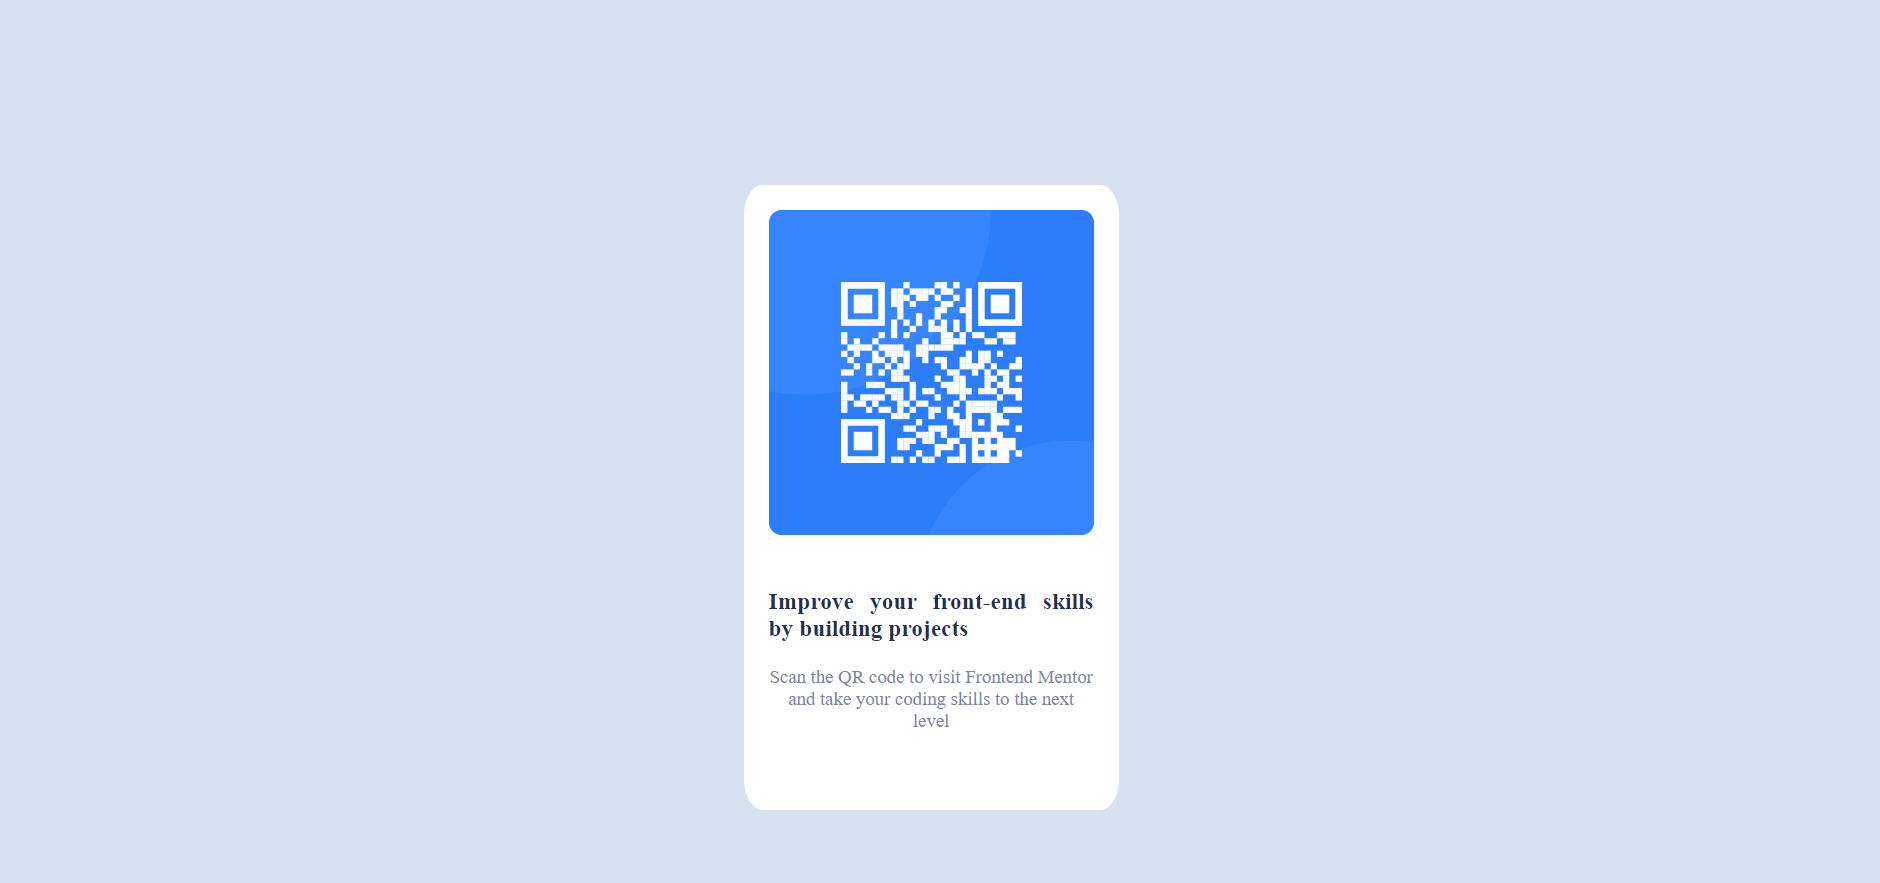 Improve your front-end skills
by building projects
Scan the QR code to visit Frontend Mentor
and take your coding skills to the next
level